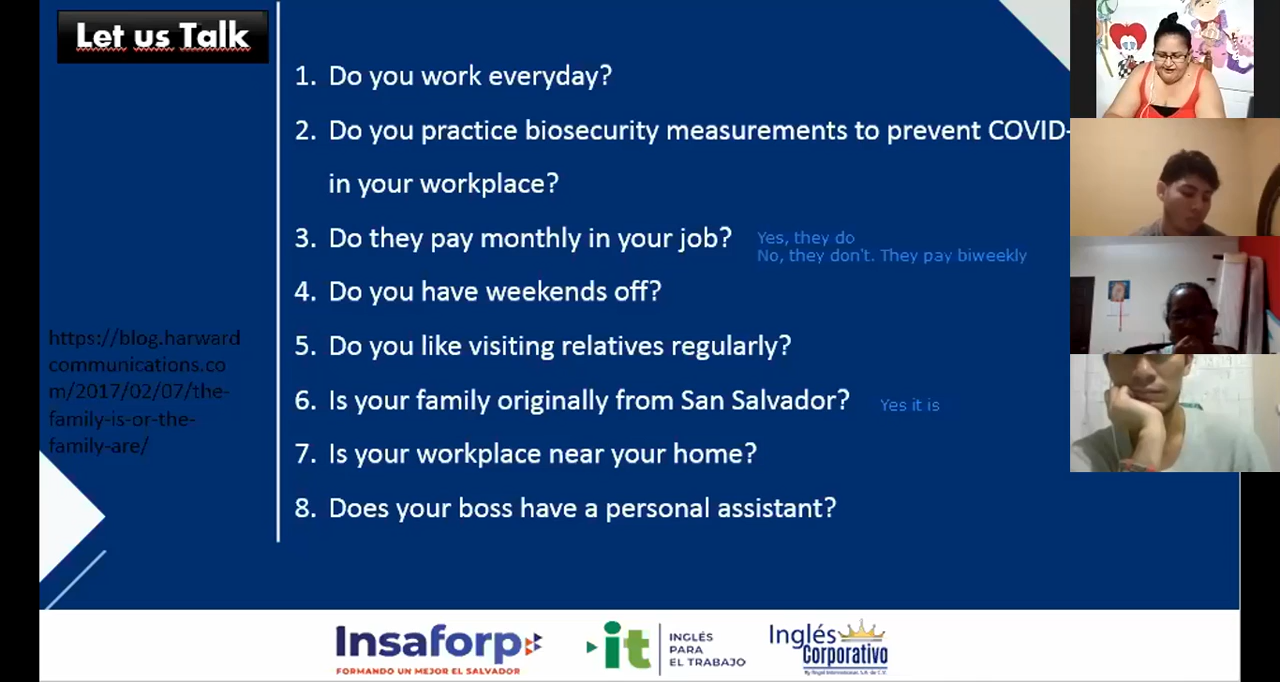 Let us Talk
1. Do you work everyday?
2. Do you practice biosecurity measurements to prevent COVID-
in your workplace?
3. Do they pay monthly in your job?
Yes, they do
No, they don't. They pay biweekly
4. Do you have weekends off?
5. Do you like visiting relatives regularly?
6. Is your family originally from San Salvador?
Yes it is
7. Is your workplace near your home?
8. Does your boss have a personal assistant?
https://blog.harward
communications.co
m/2017/02/07/the-
family-is-or-the-
family-are/
Insaforp
FORMANDO UN MEJOR EL SALVADOR
it
INGLÉS
PARA
EL TRABAJO
Inglés
Corporativo
By Regal International, S.A. de C.V.